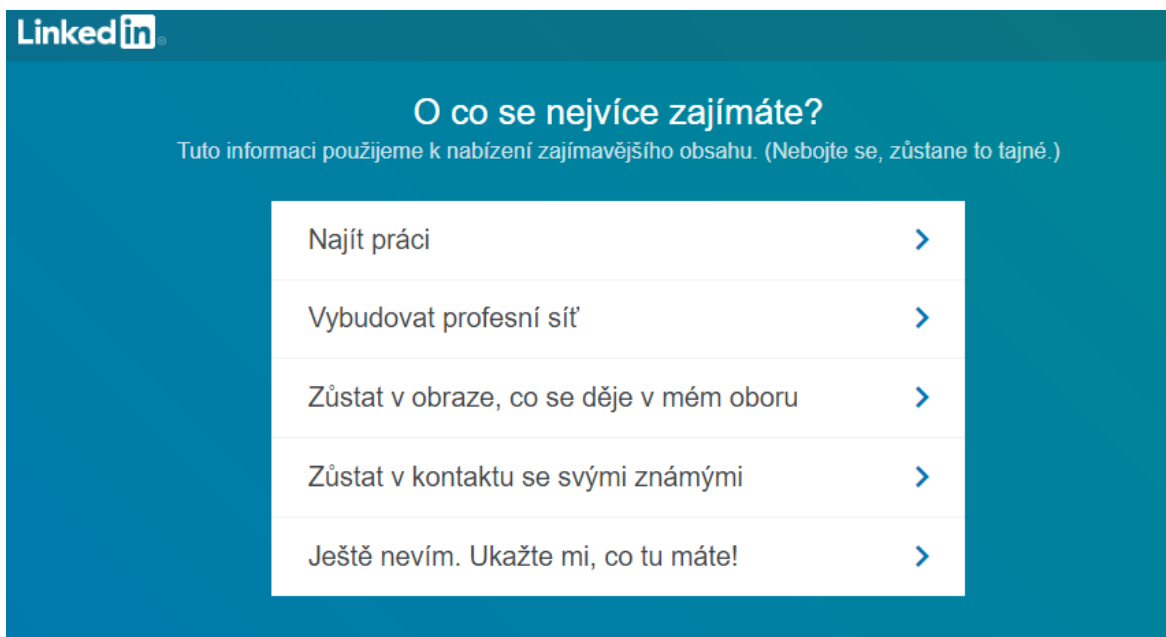 Linked in
O co se nejvíce zajímáte?
Tuto informaci použijeme k nabízení zajímavějšího obsahu. (Nebojte se, zůstane to tajné.)
Najít práci
Vybudovat profesní síť
Zůstat v obraze, co se děje v mém oboru
Zůstat v kontaktu se svými známými
Ještě nevím. Ukažte mi, co tu máte!